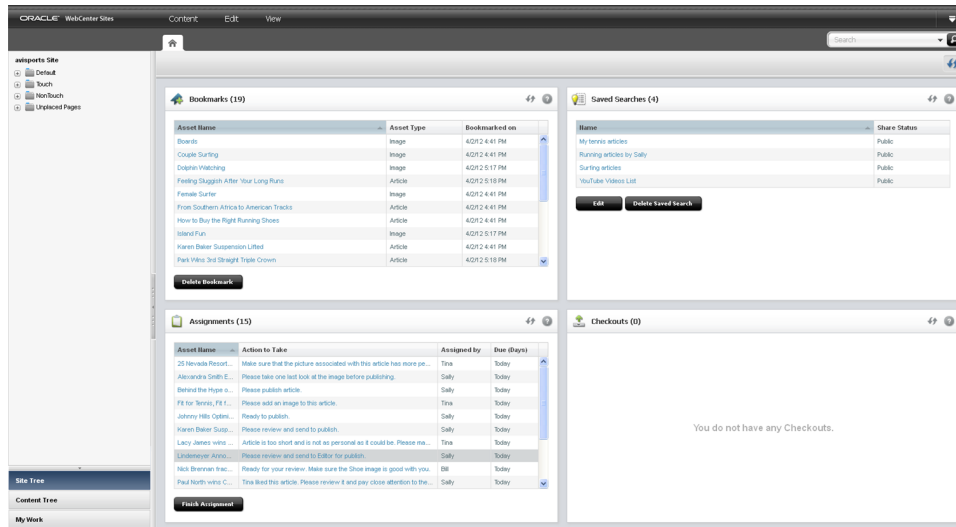 ORACLE WebCenter Sites
Content Edit View
Search
avisports Site
Default
Touch
NonTouch
Unplaced Pages
Bookmarks (19)
Asset Name Asset Type Bookmarked on
Boards Image 4/2/12 4:41 PM
Couple Surfing Image 4/2/12 4:41 PM
Dolphin Watching Image 4/2/12 5:17 PM
Feeling Sluggish After Your Long Runs Article 4/2/12 5:18 PM
Female Surfer Image 4/2/12 4:41 PM
From Southern Africa to American Tracks Article 4/2/12 4:41 PM
How to Buy the Right Running Shoes Article 4/2/12 4:41 PM
Island Fun Image 4/2/12 5:17 PM
Karen Baker Suspension Lifted Article 4/2/12 4:41 PM
Park Wins 3rd Straight Triple Crown Article 4/2/12 5:18 PM
Delete Bookmark
Saved Searches (4)
Name Share Status
My tennis articles Public
Running articles by Sally Public
Surfing articles Public
YouTube Videos List Public
Edit Delete Saved Search
Assignments (15)
Asset Name Action to Take Assigned by Due (Days)
25 Nevada Resort... Make sure that the picture associated with this article has more pe... Tina Today
Alexandra Smith E... Please take one last look at the image before publishing. Sally Today
Behind the Hype o... Please publish article. Sally Today
Fit for Tennis, Fit f... Please add an image to this article. Tina Today
Johnny Hills Optimi... Ready to publish. Sally Today
Karen Baker Susp... Please review and send to publish. Sally Today
Lacy James wins ... Article is too short and is not as personal as it could be. Please ma... Tina Today
Lindemeyer Anno... Please review and send to Editor for publish. Sally Today
Nick Brennan frac... Ready for your review. Make sure the Shoe image is good with you. Bill Today
Paul North wins C... Tina liked this article. Please review it and pay close attention to the... Sally Today
Finish Assignment
Checkouts (0)
You do not have any Checkouts.
Site Tree
Content Tree
My Work